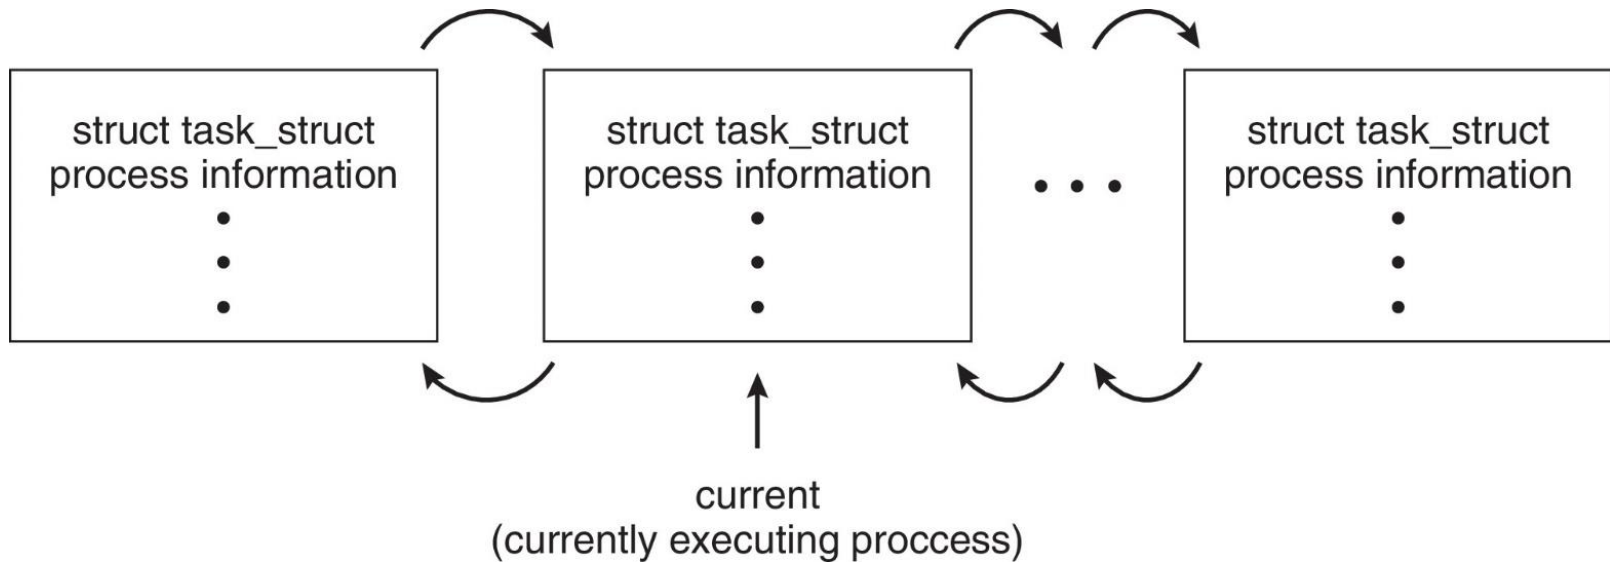 struct task_struct
process information
struct task_struct
process information
struct task_struct
process information
current
(currently executing proccess)